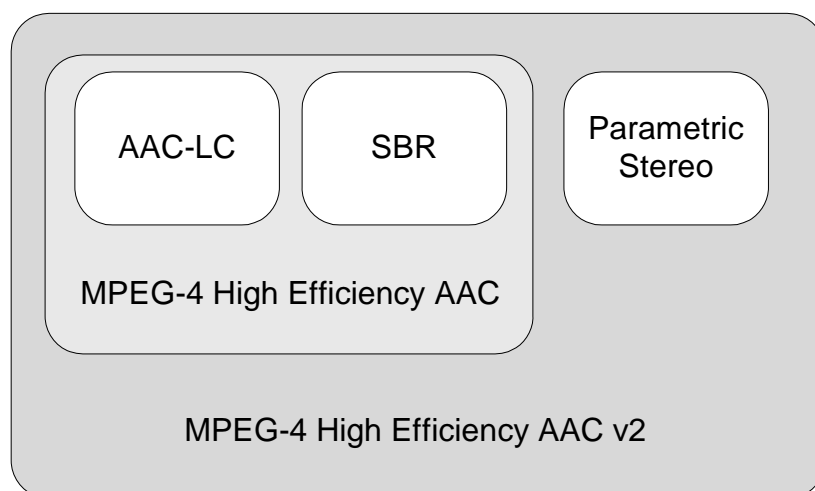 AAC-LC
SBR
Parametric
Stereo
MPEG-4 High Efficiency AAC
MPEG-4 High Efficiency AAC v2